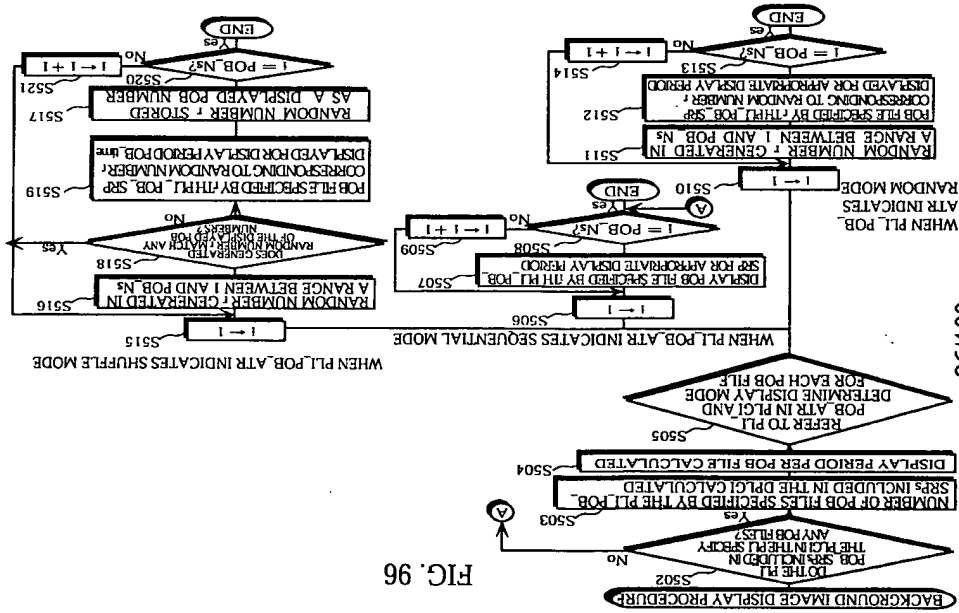 FIG. 96
BACKGROUND IMAGE DISPLAY PROCEDURE
S502
DO THE PLI_
POB_SRPs INCLUDED IN
THE PLGI IN THE PLI SPECIFY
ANY POB FILES?
No
A
Yes
S503
NUMBER OF POB FILES SPECIFIED BY THE PLI_POB_
SRPs INCLUDED IN THE DPLGI CALCULATED
S504
DISPLAY PERIOD PER POB FILE CALCULATED
S505
REFER TO PLI_
POB_ATR IN PLGI AND
DETERMINE DISPLAY MODE
FOR EACH POB FILE
WHEN PLI_POB_
ATR INDICATES
RANDOM MODE
S510
i ← 1
S511
RANDOM NUMBER r GENERATED IN
A RANGE BETWEEN 1 AND POB_Ns
S512
POB FILE SPECIFIED BY rTH PLI_POB_SRP
CORRESPONDING TO RANDOM NUMBER r
DISPLAYED FOR APPROPRIATE DISPLAY PERIOD
S513
i = POB_Ns?
No
S514
i ← i + 1
Yes
END
WHEN PLI_POB_ATR INDICATES SEQUENTIAL MODE
S506
i ← 1
S507
DISPLAY POB FILE SPECIFIED BY iTH PLI_POB_
SRP FOR APPROPRIATE DISPLAY PERIOD
S508
i = POB_Ns?
No
S509
i ← i + 1
Yes
A
END
WHEN PLI_POB_ATR INDICATES SHUFFLE MODE
S515
i ← 1
S516
RANDOM NUMBER r GENERATED IN
A RANGE BETWEEN 1 AND POB_Ns
S518
DOES GENERATED
RANDOM NUMBER r MATCH ANY
OF THE DISPLAYED POB
NUMBERS?
Yes
No
S519
POB FILE SPECIFIED BY rTH PLI_POB_SRP
CORRESPONDING TO RANDOM NUMBER r
DISPLAYED FOR DISPLAY PERIOD POB_time
S517
RANDOM NUMBER r STORED
AS A DISPLAYED POB NUMBER
S520
i = POB_Ns?
No
S521
i ← i + 1
Yes
END